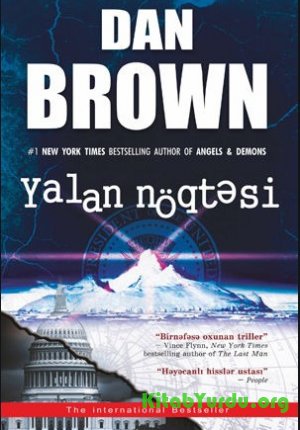 DAN
BROWN
#1 NEW YORK TIMES BESTSELLING AUTHOR OF ANGELS & DEMONS
Yalan nöqtəsi
"Birnəfəsə oxunan triller"
– Vince Flynn, New York Times
bestselling author of The Last Man
"Həyəcanlı hisslər ustası"
– People
KitabYurdu.org
The International Bestseller